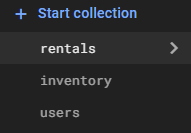 + Start collection
rentals
inventory
users